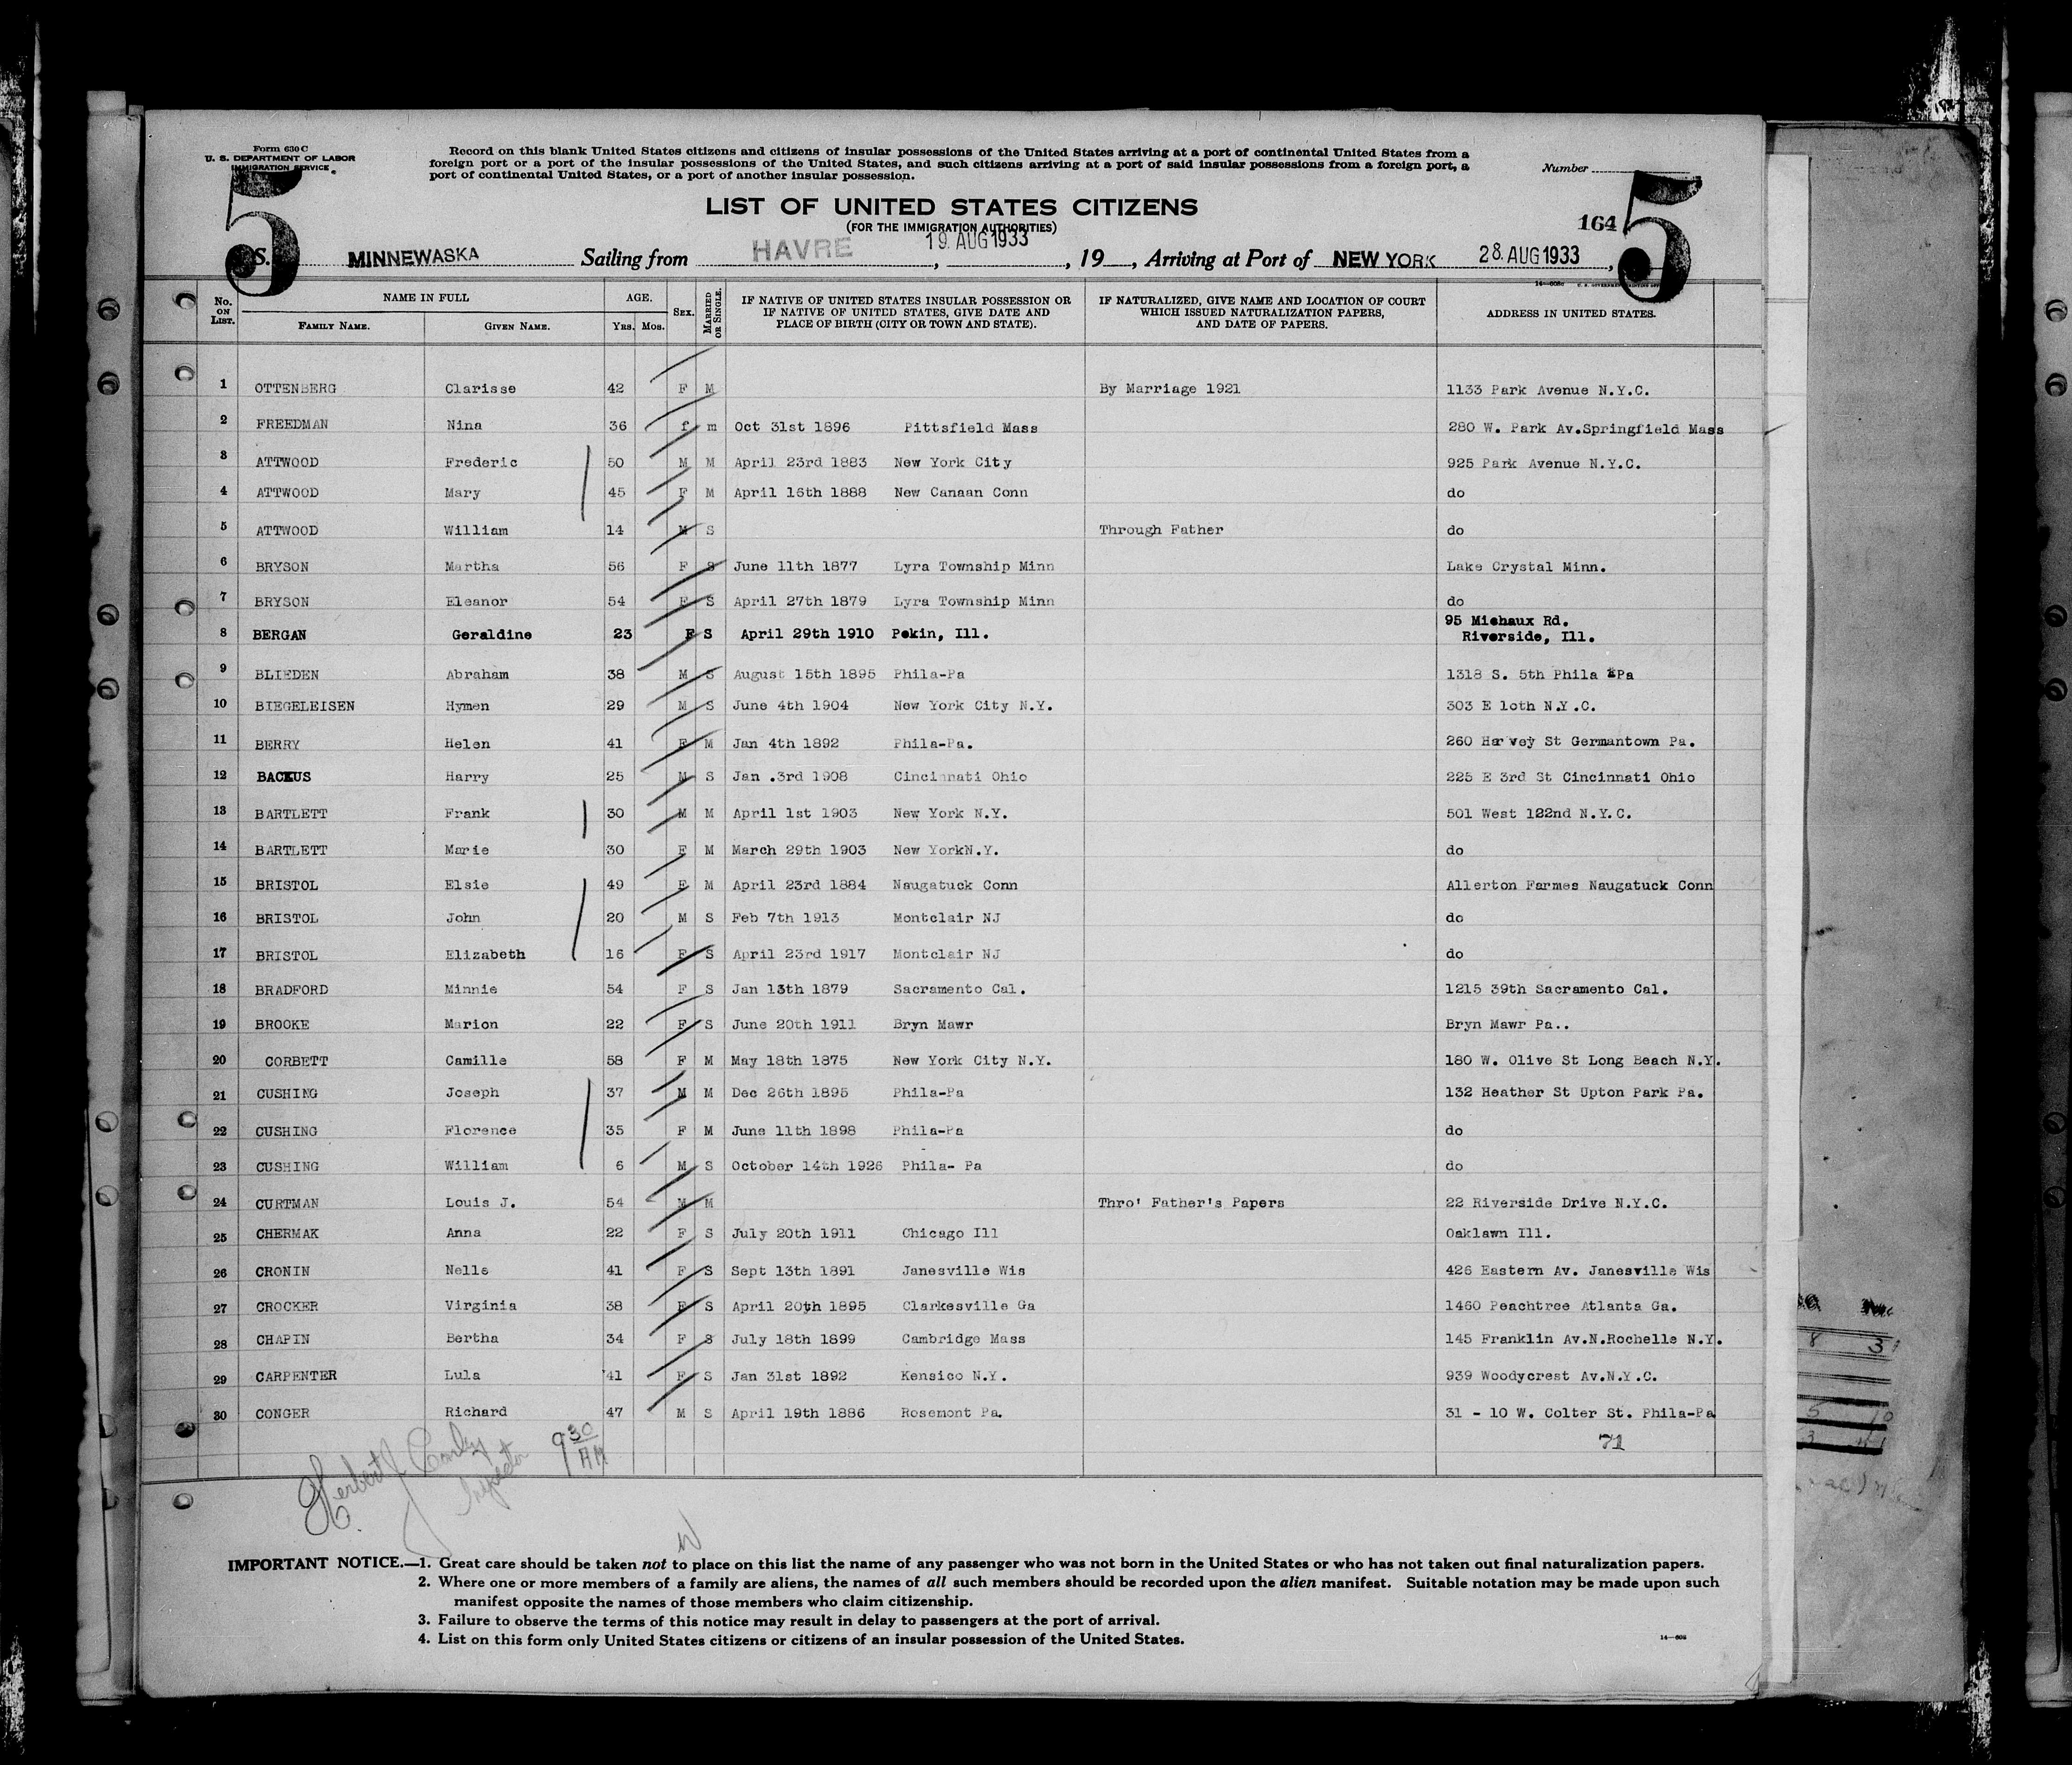 Form 630 C
U. S. DEPARTMENT OF LABOR
IMMIGRATION SERVICE
Record on this blank United States citizens and citizens of insular possessions of the United States arriving at a port of continental United States from a
foreign port or a port of the insular possessions of the United States, and such citizens arriving at a port of said insular possessions from a foreign port, a
port of continental United States, or a port of another insular possession.
Number
5
5
164
LIST OF UNITED STATES CITIZENS
(FOR THE IMMIGRATION AUTHORITIES)
S. MINNEWASKA Sailing from HAVRE, 19 AUG 1933, 19__, Arriving at Port of NEW YORK 28 AUG 1933,
No. ON LIST. NAME IN FULL FAMILY NAME. GIVEN NAME. AGE. Yrs. Mos. SEX. MARRIED OR SINGLE. IF NATIVE OF UNITED STATES INSULAR POSSESSION OR IF NATIVE OF UNITED STATES, GIVE DATE AND PLACE OF BIRTH (CITY OR TOWN AND STATE). IF NATURALIZED, GIVE NAME AND LOCATION OF COURT WHICH ISSUED NATURALIZATION PAPERS, AND DATE OF PAPERS. ADDRESS IN UNITED STATES.
1 OTTENBERG Clarisse 42 F M By Marriage 1921 1133 Park Avenue N.Y.C.
2 FREEDMAN Nina 36 f m Oct 31st 1896 Pittsfield Mass 280 W. Park Av.Springfield Mass
3 ATTWOOD Frederic 50 M M April 23rd 1883 New York City 925 Park Avenue N.Y.C.
4 ATTWOOD Mary 45 F M April 16th 1888 New Canaan Conn do
5 ATTWOOD William 14 M S Through Father do
6 BRYSON Martha 56 F S June 11th 1877 Lyra Township Minn Lake Crystal Minn.
7 BRYSON Eleanor 54 F S April 27th 1879 Lyra Township Minn do
8 BERGAN Geraldine 23 F S April 29th 1910 Pekin, Ill. 95 Michaux Rd.
Riverside, Ill.
9 BLIEDEN Abraham 38 M S August 15th 1895 Phila-Pa 1318 S. 5th Phila Pa
10 BIEGELEISEN Hymen 29 M S June 4th 1904 New York City N.Y. 303 E 10th N.Y.C.
11 BERRY Helen 41 F M Jan 4th 1892 Phila-Pa. 260 Harvey St Germantown Pa.
12 BACKUS Harry 25 M S Jan .3rd 1908 Cincinnati Ohio 225 E 3rd St Cincinnati Ohio
13 BARTLETT Frank 30 M M April 1st 1903 New York N.Y. 501 West 122nd N.Y.C.
14 BARTLETT Marie 30 F M March 29th 1903 New YorkN.Y. do
15 BRISTOL Elsie 49 F M April 23rd 1884 Naugatuck Conn Allerton Farmes Naugatuck Conn
16 BRISTOL John 20 M S Feb 7th 1913 Montclair NJ do
17 BRISTOL Elizabeth 16 F S April 23rd 1917 Montclair NJ do
18 BRADFORD Minnie 54 F S Jan 13th 1879 Sacramento Cal. 1215 39th Sacramento Cal.
19 BROOKE Marion 22 F S June 20th 1911 Bryn Mawr Bryn Mawr Pa..
20 CORBETT Camille 58 F M May 18th 1875 New York City N.Y. 180 W. Olive St Long Beach N.Y.
21 CUSHING Joseph 37 M M Dec 26th 1895 Phila-Pa 132 Heather St Upton Park Pa.
22 CUSHING Florence 35 F M June 11th 1898 Phila-Pa do
23 CUSHING William 6 M S October 14th 1926 Phila- Pa do
24 CURTMAN Louis J. 54 M M Thro' Father's Papers 22 Riverside Drive N.Y.C.
25 CHERMAK Anna 22 F S July 20th 1911 Chicago Ill Oaklawn Ill.
26 CRONIN Nelle 41 F S Sept 13th 1891 Janesville Wis 426 Eastern Av. Janesville Wis
27 CROCKER Virginia 38 F S April 20th 1895 Clarkesville Ga 1460 Peachtree Atlanta Ga.
28 CHAPIN Bertha 34 F S July 18th 1899 Cambridge Mass 145 Franklin Av.N.Rochelle N.Y.
29 CARPENTER Lula 41 F S Jan 31st 1892 Kensico N.Y. 939 Woodycrest Av.N.Y.C.
30 CONGER Richard 47 M S April 19th 1886 Rosemont Pa. 31 - 10 W. Colter St. Phila-Pa
71
Herbert Inspector
9 30 AM
IMPORTANT NOTICE.—1. Great care should be taken not to place on this list the name of any passenger who was not born in the United States or who has not taken out final naturalization papers.
2. Where one or more members of a family are aliens, the names of all such members should be recorded upon the alien manifest. Suitable notation may be made upon such
manifest opposite the names of those members who claim citizenship.
3. Failure to observe the terms of this notice may result in delay to passengers at the port of arrival.
4. List on this form only United States citizens or citizens of an insular possession of the United States.